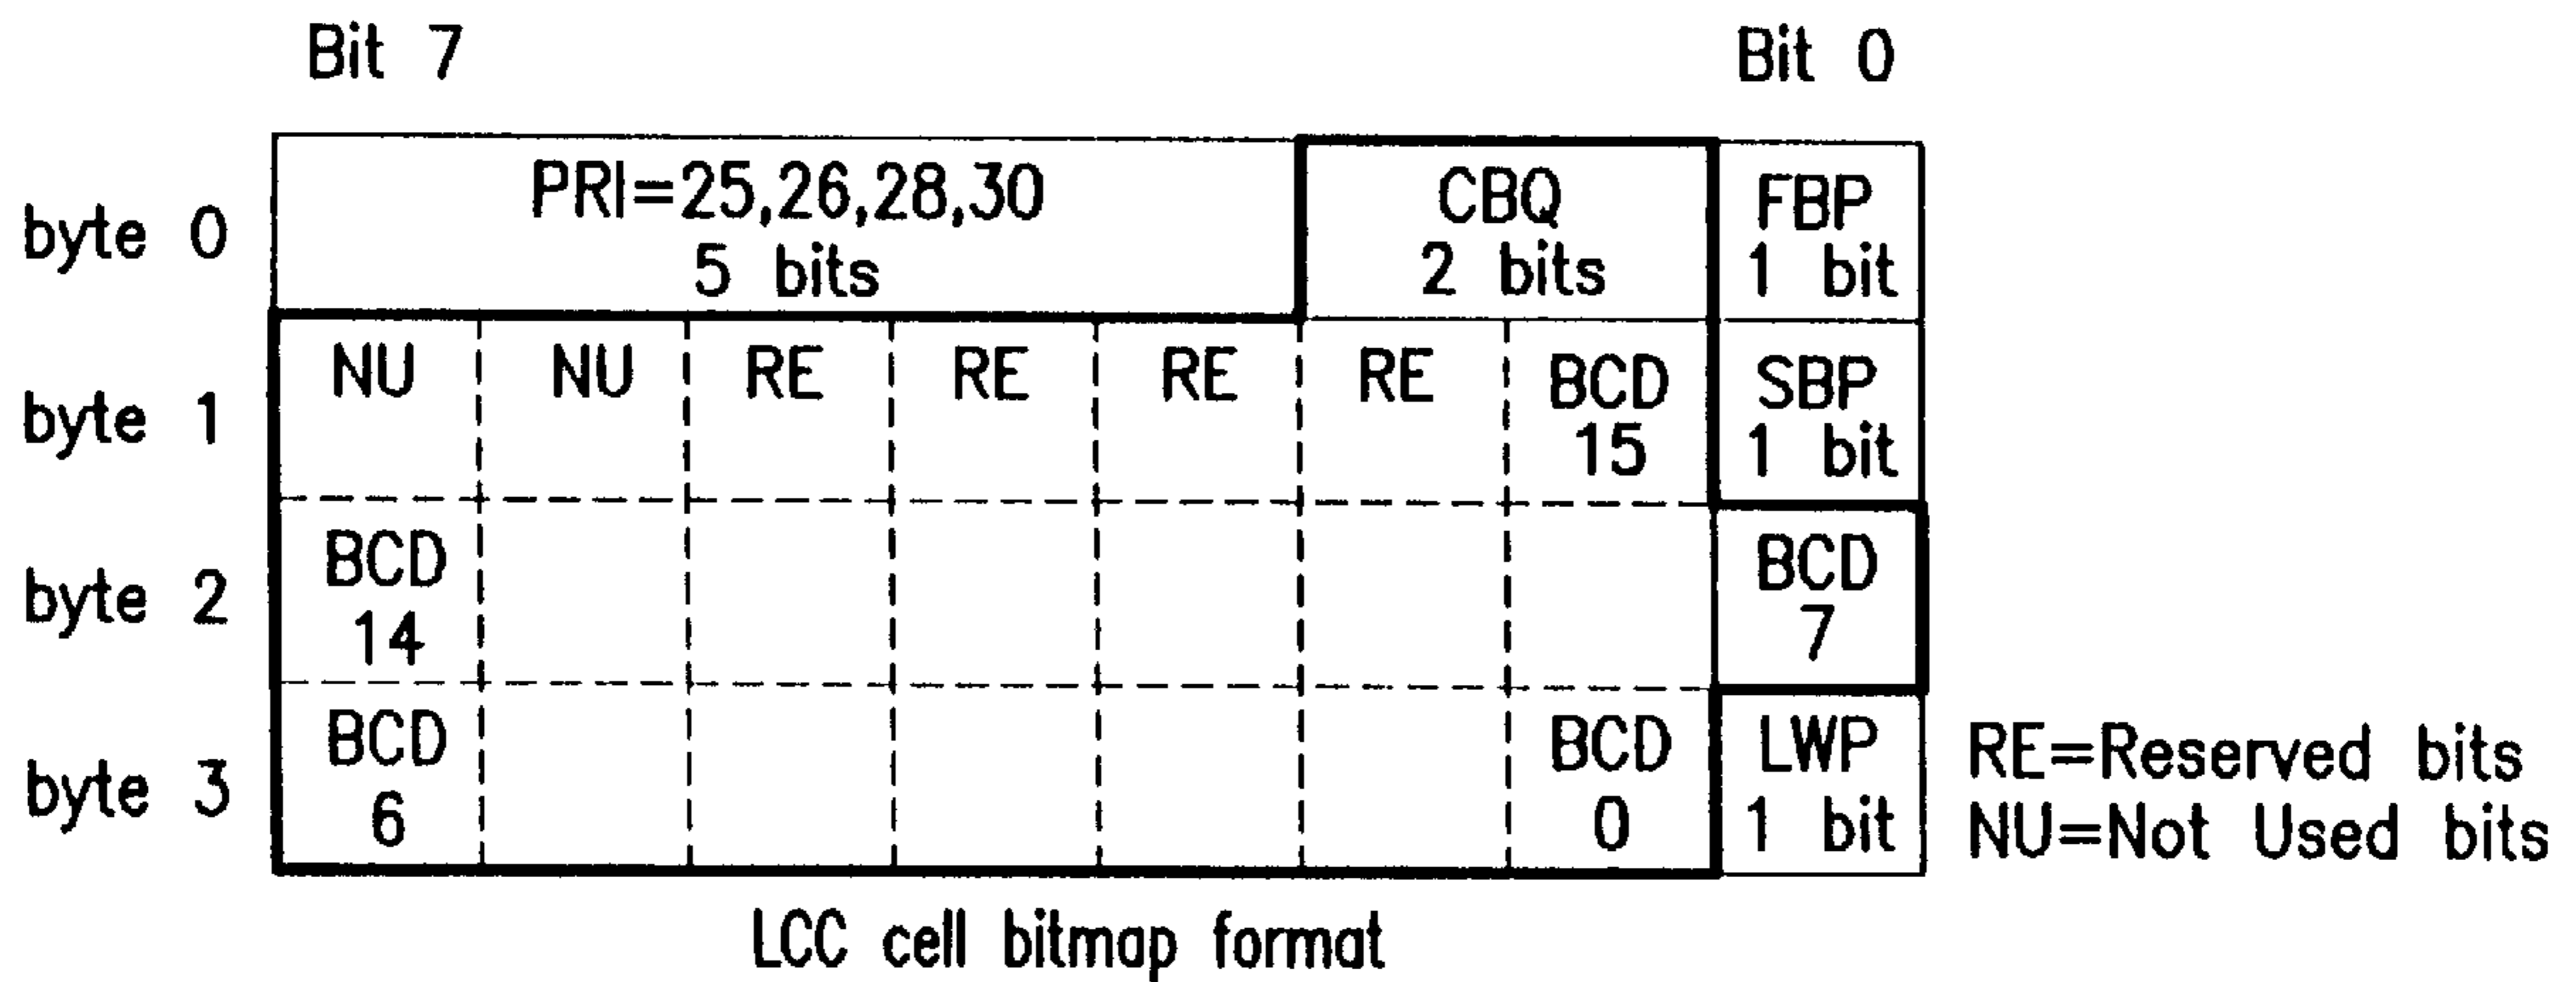 Bit 7 Bit 0
byte 0 PRI=25,26,28,30 CBQ FBP
5 bits 2 bits 1 bit
byte 1 NU NU RE RE RE RE BCD SBP
15 1 bit
byte 2 BCD BCD
14 7
byte 3 BCD BCD LWP
6 0 1 bit
RE=Reserved bits
NU=Not Used bits
LCC cell bitmap format